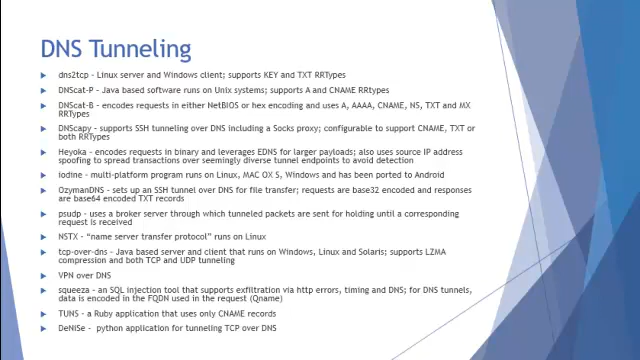 DNS Tunneling
dns2tcp – Linux server and Windows client; supports KEY and TXT RRTypes
DNScat-P – Java based software runs on Unix systems; supports A and CNAME RRtypes
DNScat-B – encodes requests in either NetBIOS or hex encoding and uses A, AAAA, CNAME, NS, TXT and MX
RRTypes
DNScapy – supports SSH tunneling over DNS including a Socks proxy; configurable to support CNAME, TXT or
both RRTypes
Heyoka – encodes requests in binary and leverages EDNS for larger payloads; also uses source IP address
spoofing to spread transactions over seemingly diverse tunnel endpoints to avoid detection
iodine – multi-platform program runs on Linux, MAC OX S, Windows and has been ported to Android
OzymanDNS – sets up an SSH tunnel over DNS for file transfer; requests are base32 encoded and responses
are base64 encoded TXT records
psudp – uses a broker server through which tunneled packets are sent for holding until a corresponding
request is received
NSTX – "name server transfer protocol" runs on Linux
tcp-over-dns – Java based server and client that runs on Windows, Linux and Solaris; supports LZMA
compression and both TCP and UDP tunneling
VPN over DNS
squeeza – an SQL injection tool that supports exfiltration via http errors, timing and DNS; for DNS tunnels,
data is encoded in the FQDN used in the request (Qname)
TUNS – a Ruby application that uses only CNAME records
DeNiSe – python application for tunneling TCP over DNS